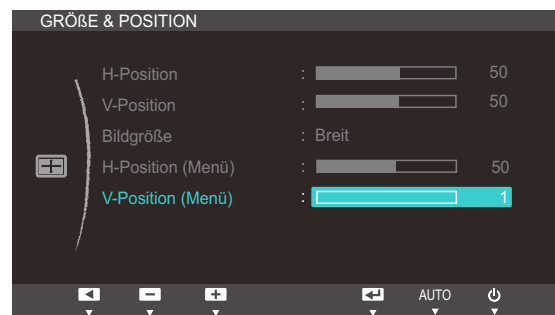 GRÖßE & POSITION
H-Position : 50
V-Position : 50
Bildgröße : Breit
H-Position (Menü) : 50
V-Position (Menü) : 1
AUTO